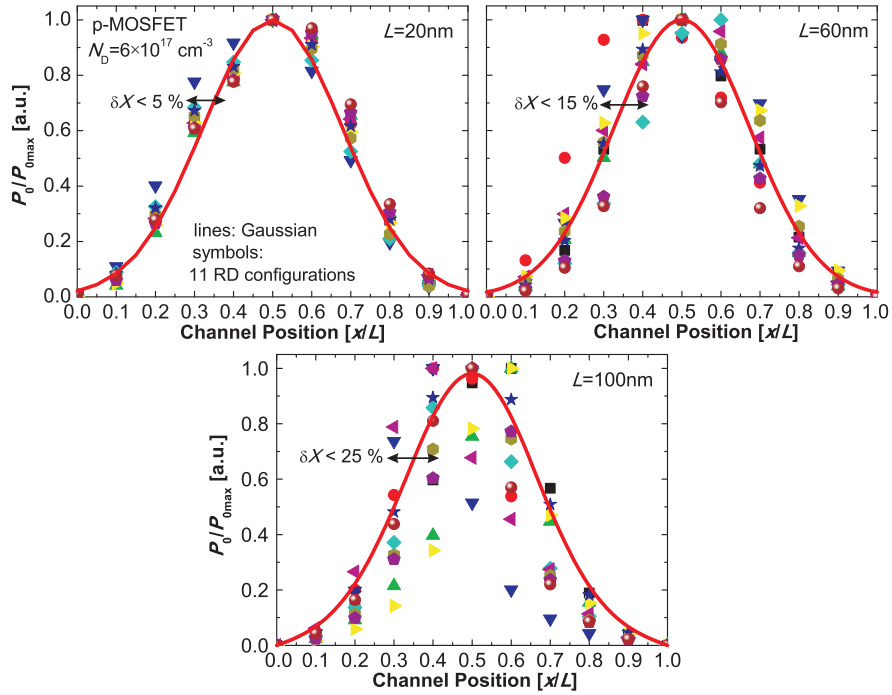 p-MOSFET
N_D=6×10^17 cm^-3
L=20nm
δX < 5 %
lines: Gaussian
symbols:
11 RD configurations
P_0/P_0max [a.u.]
1.0
0.8
0.6
0.4
0.2
0.0
0.0 0.1 0.2 0.3 0.4 0.5 0.6 0.7 0.8 0.9 1.0
Channel Position [x/L]
L=60nm
δX < 15 %
P_0/P_0max [a.u.]
1.0
0.8
0.6
0.4
0.2
0.0
0.0 0.1 0.2 0.3 0.4 0.5 0.6 0.7 0.8 0.9 1.0
Channel Position [x/L]
L=100nm
δX < 25 %
P_0/P_0max [a.u.]
1.0
0.8
0.6
0.4
0.2
0.0
0.0 0.1 0.2 0.3 0.4 0.5 0.6 0.7 0.8 0.9 1.0
Channel Position [x/L]